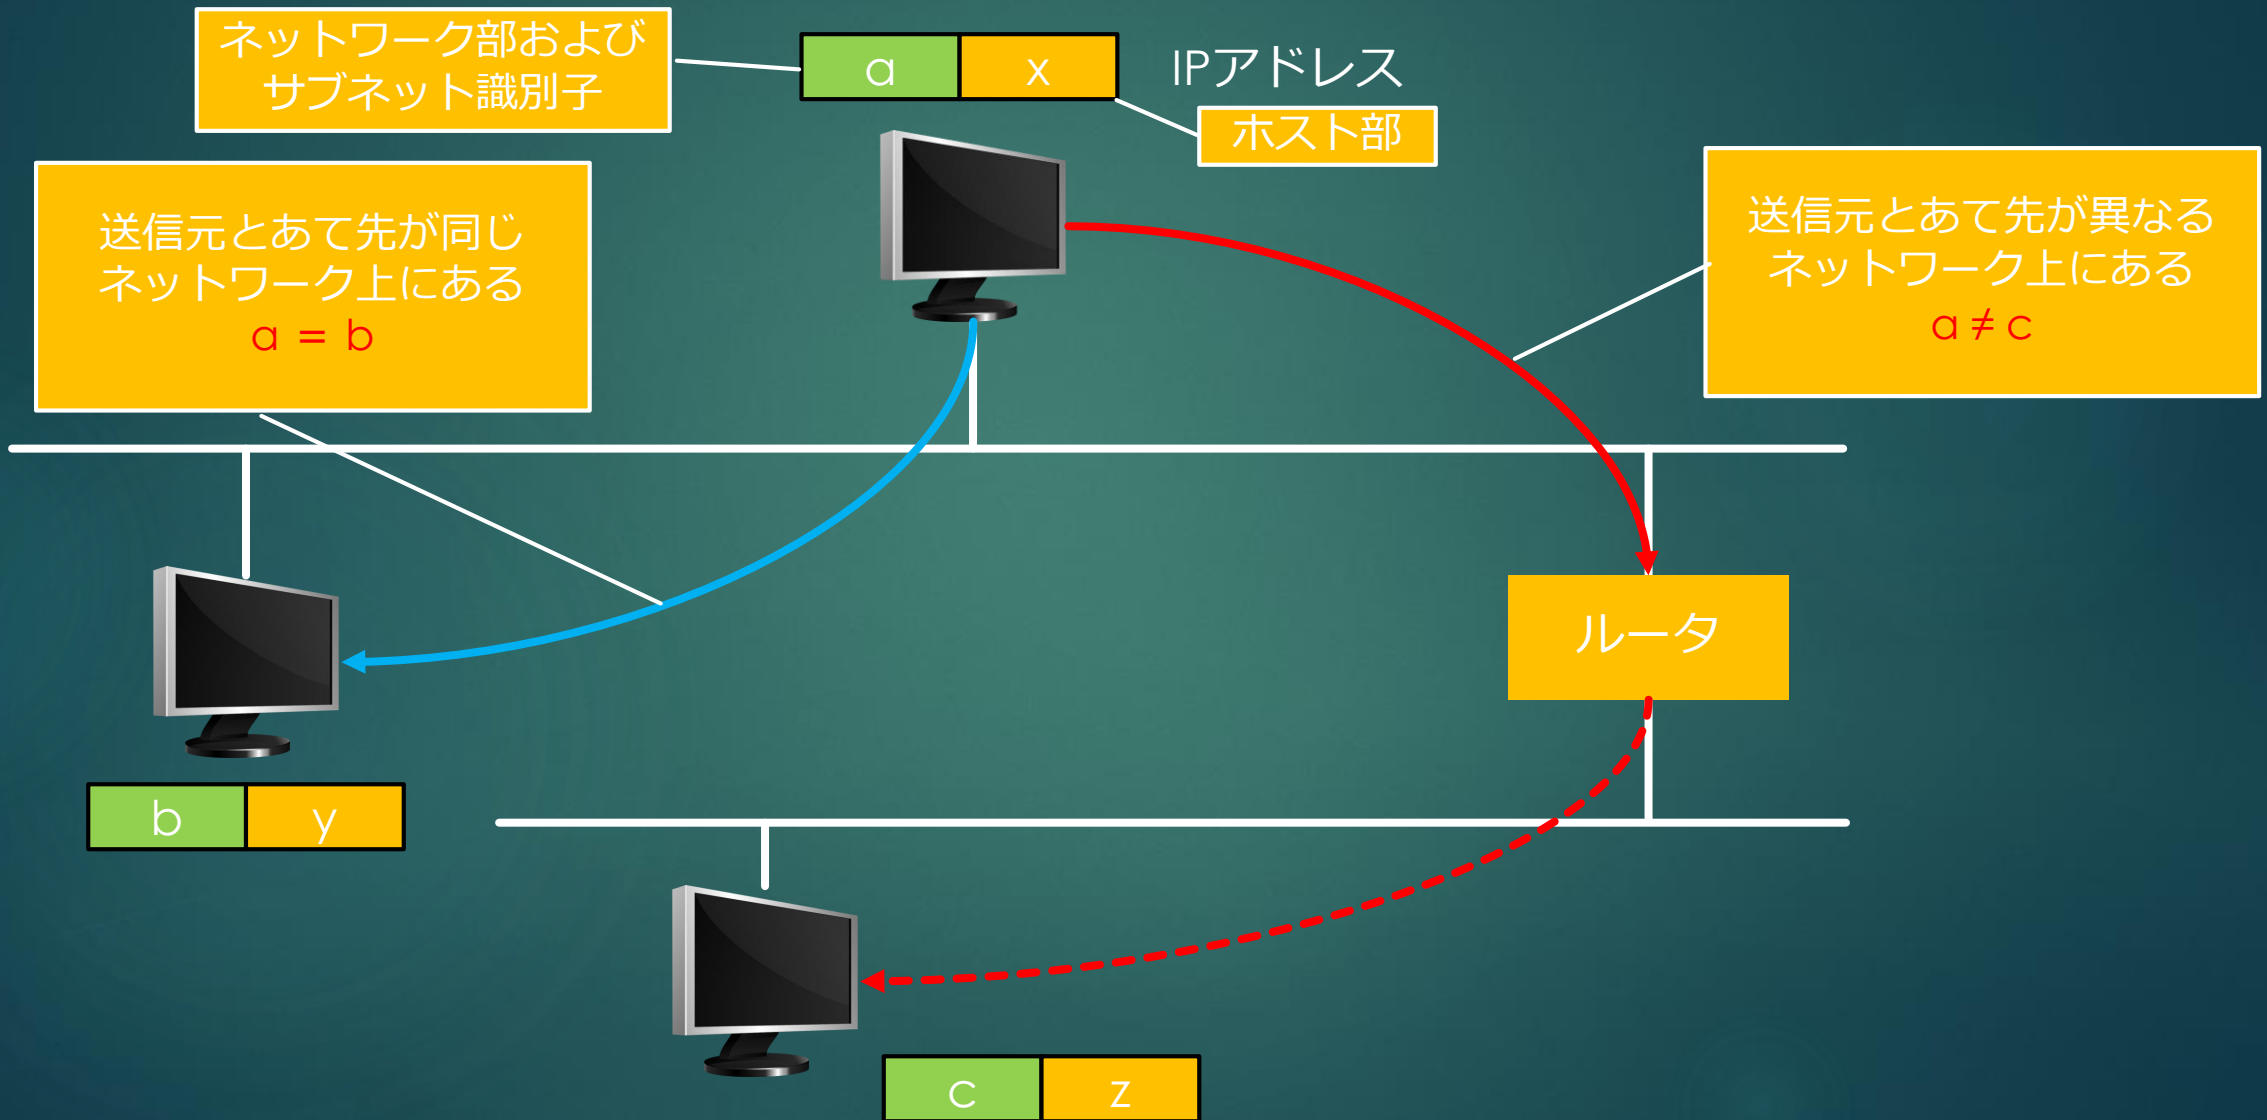 ネットワーク部および
サブネット識別子
a
x
IPアドレス
ホスト部
送信元とあて先が同じ
ネットワーク上にある
a = b
送信元とあて先が異なる
ネットワーク上にある
a ≠ c
ルータ
b
y
c
z